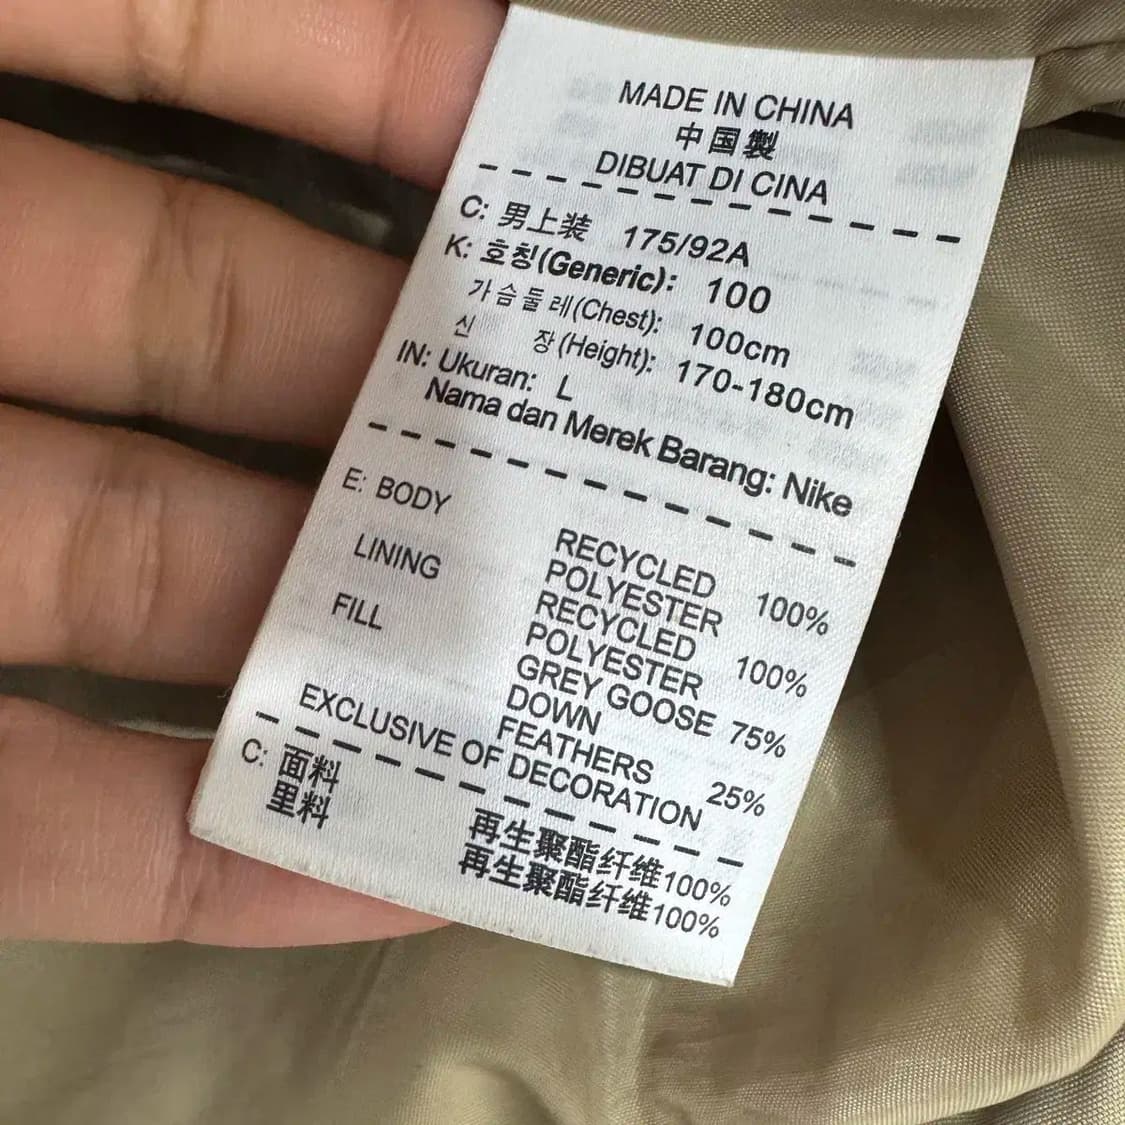 MADE IN CHINA
中国製
DIBUAT DI CINA
C: 男上装 175/92A
K: 호칭(Generic): 100
가슴둘레(Chest): 100cm
신 장(Height): 170-180cm
IN: Ukuran: L
Nama dan Merek Barang: Nike
E: BODY
RECYCLED
POLYESTER 100%
LINING
RECYCLED
POLYESTER 100%
FILL
GREY GOOSE
DOWN 75%
FEATHERS 25%
EXCLUSIVE OF DECORATION
C: 面料 再生聚酯纤维100%
里料 再生聚酯纤维100%